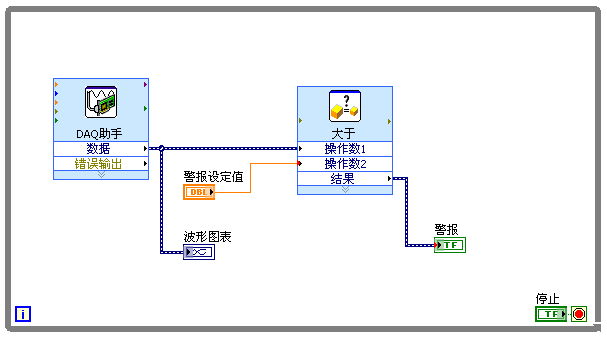 DAQ助手
数据
错误输出
?
大于
操作数1
操作数2
结果
警报设定值
DBL
波形图表
警报
TF
停止
TF
i